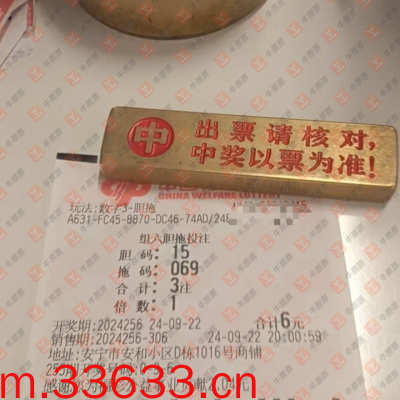 中
出票请核对,
中奖以票为准!
CHINA WELFARE LOTTERY
玩法:数字3-胆拖
A631-FC45-8870-DC46-74AD/248
组六胆拖投注
胆码: 15
拖码: 069
合计: 3注
倍数: 1
开奖期:2024256 24-09-22 合计6元
销售期:2024256-306 24-09-22 20:00:59
地址:安宁市安和小区D栋1016号商铺
m.33633.cn